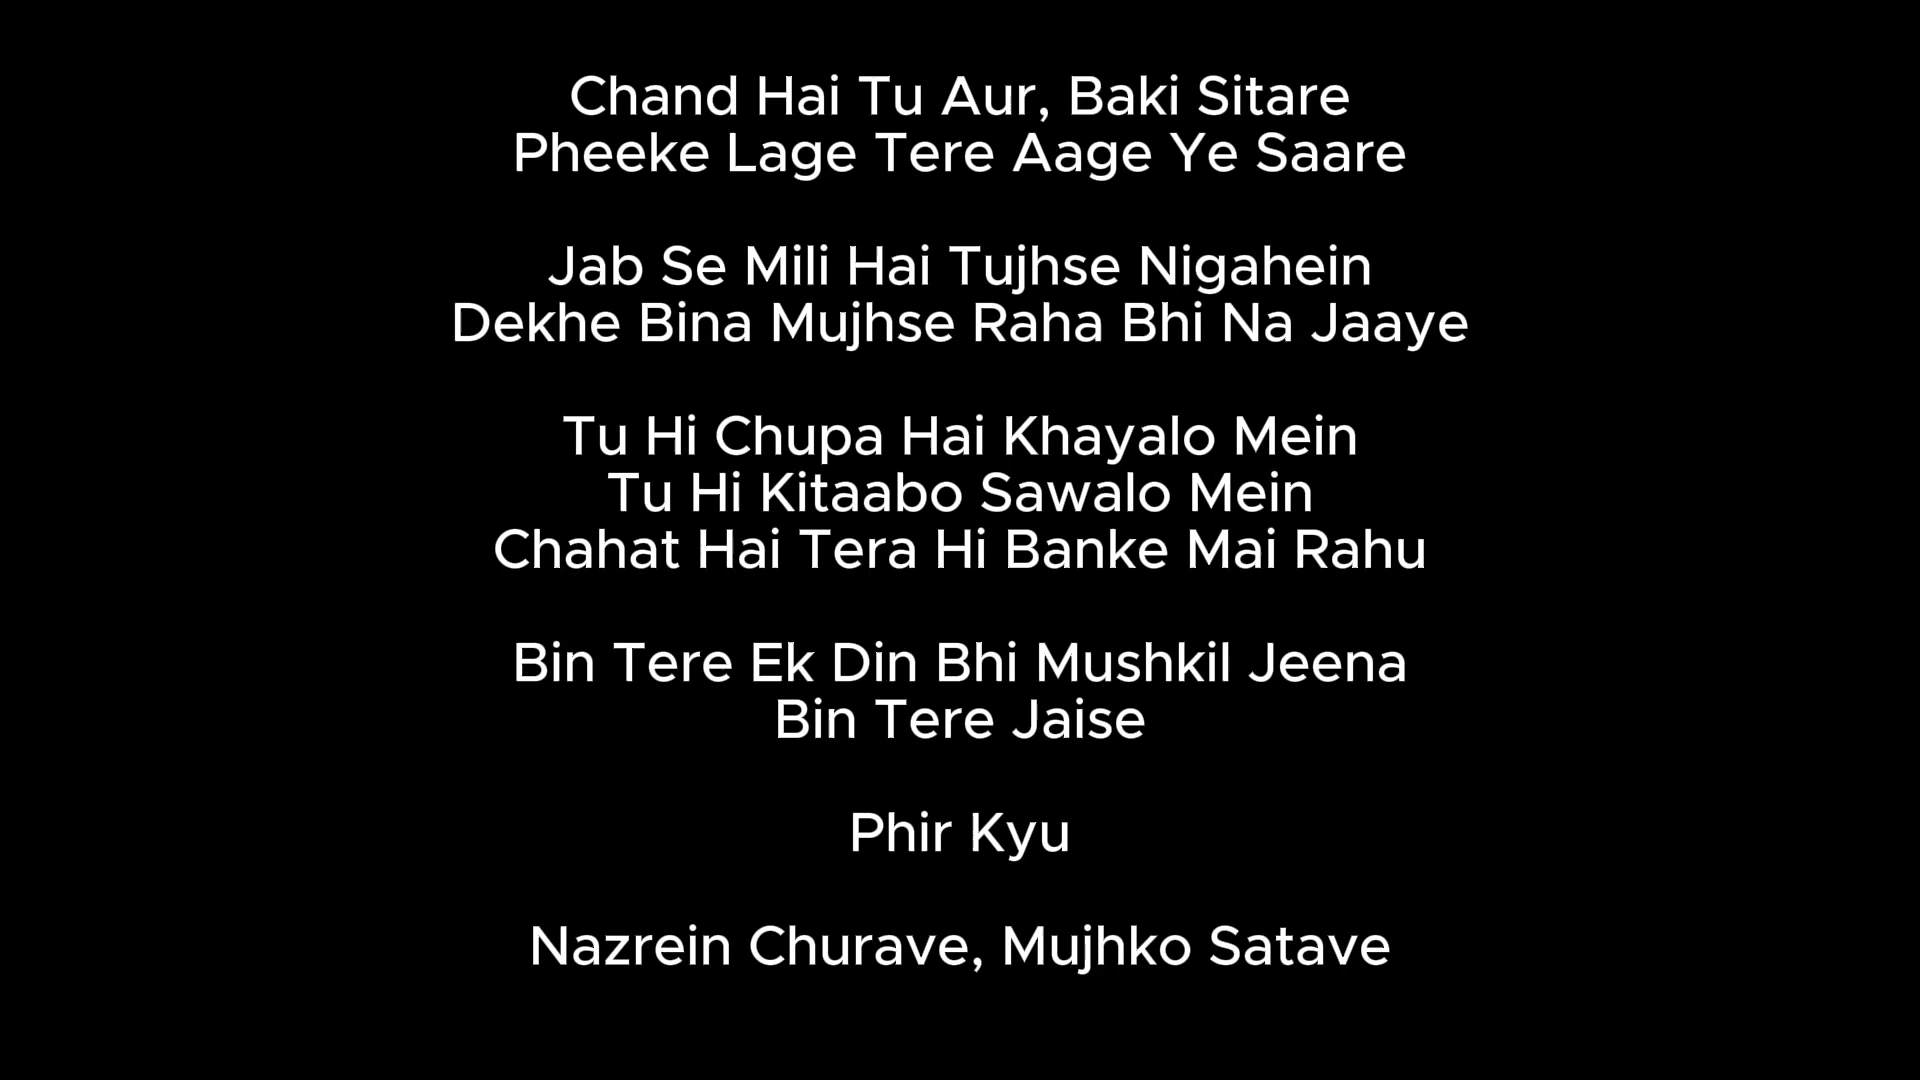 Chand Hai Tu Aur, Baki Sitare
Pheeke Lage Tere Aage Ye Saare
Jab Se Mili Hai Tujhse Nigahein
Dekhe Bina Mujhse Raha Bhi Na Jaaye
Tu Hi Chupa Hai Khayalo Mein
Tu Hi Kitaabo Sawalo Mein
Chahat Hai Tera Hi Banke Mai Rahu
Bin Tere Ek Din Bhi Mushkil Jeena
Bin Tere Jaise
Phir Kyu
Nazrein Churave, Mujhko Satave